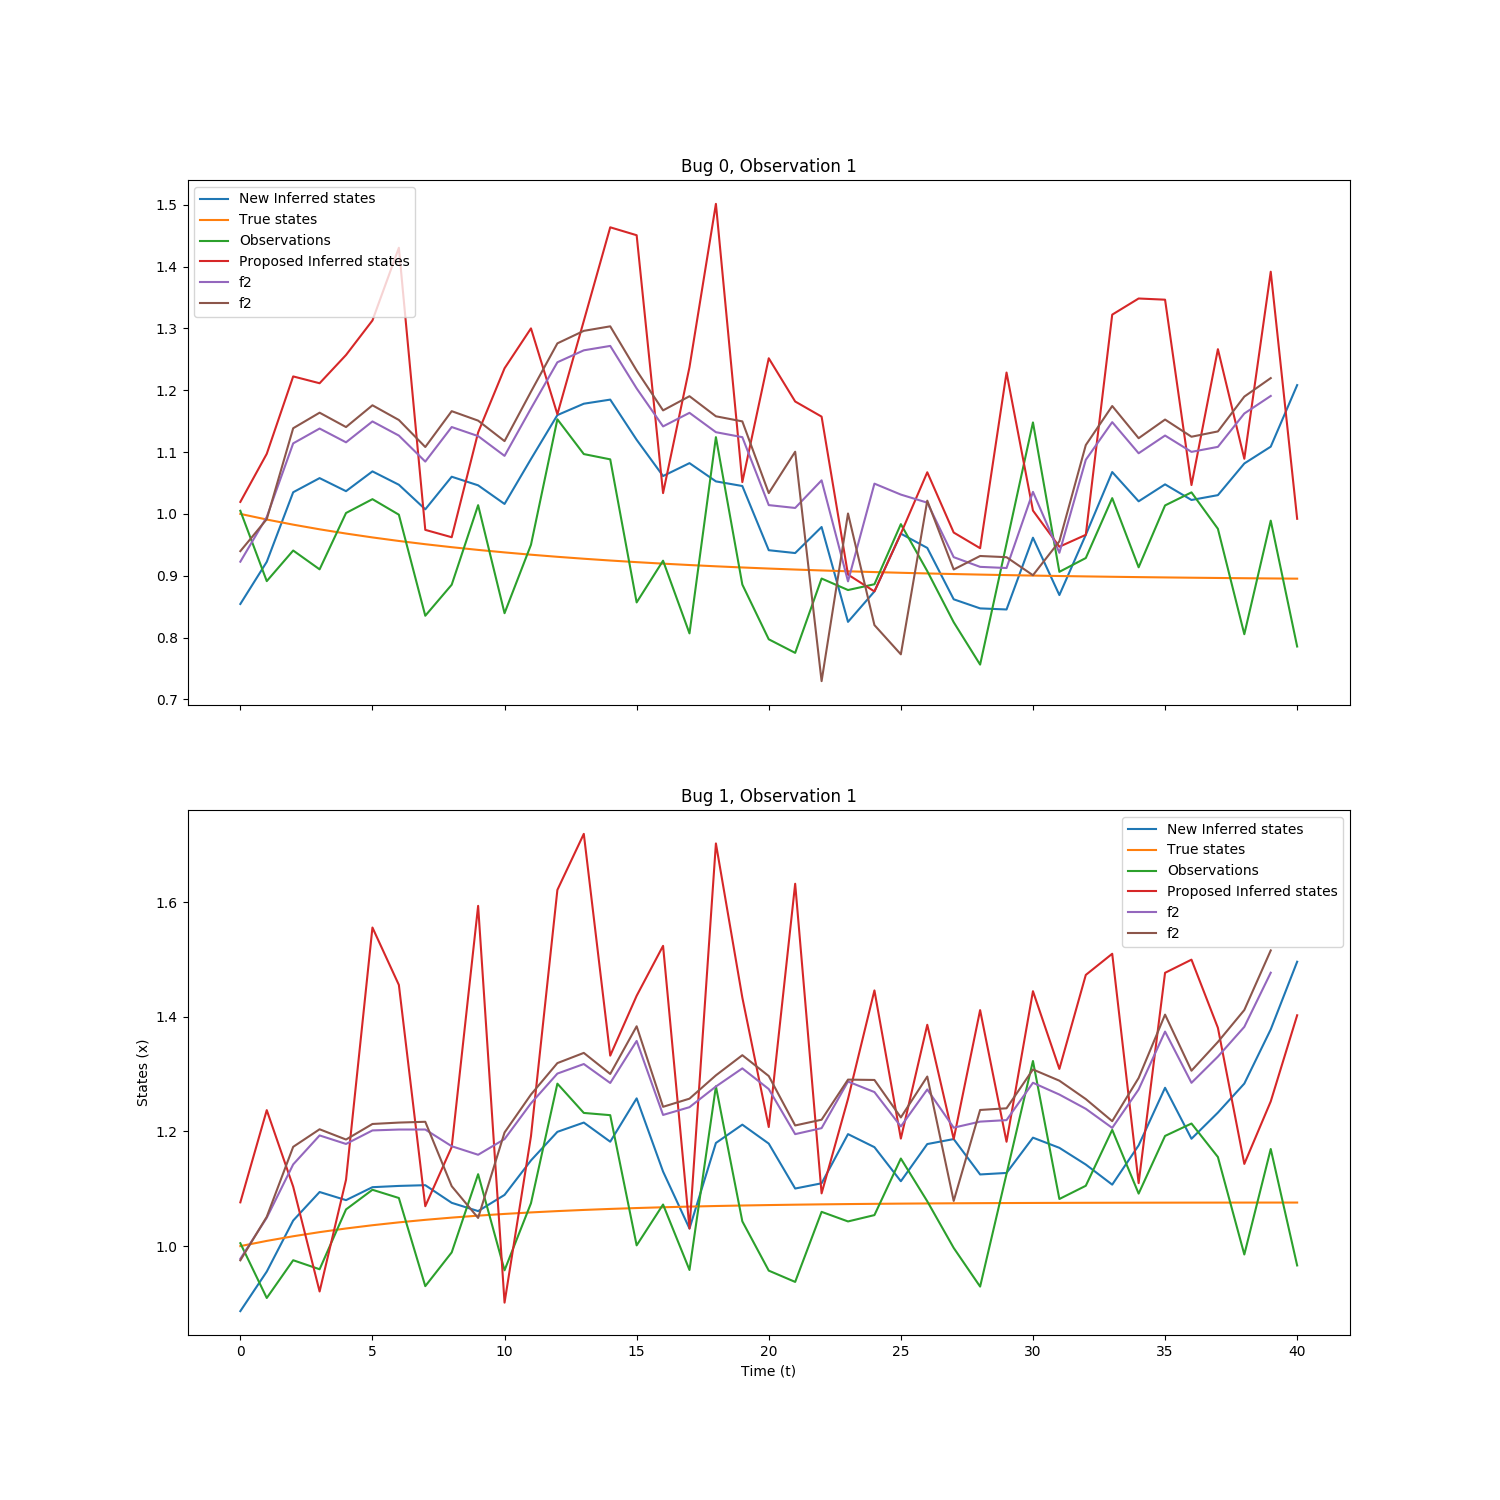 Bug 0, Observation 1
New Inferred states
True states
Observations
Proposed Inferred states
f2
f2
1.5
1.4
1.3
1.2
1.1
1.0
0.9
0.8
0.7
Bug 1, Observation 1
New Inferred states
True states
Observations
Proposed Inferred states
f2
f2
1.6
1.4
1.2
1.0
States (x)
0 5 10 15 20 25 30 35 40
Time (t)